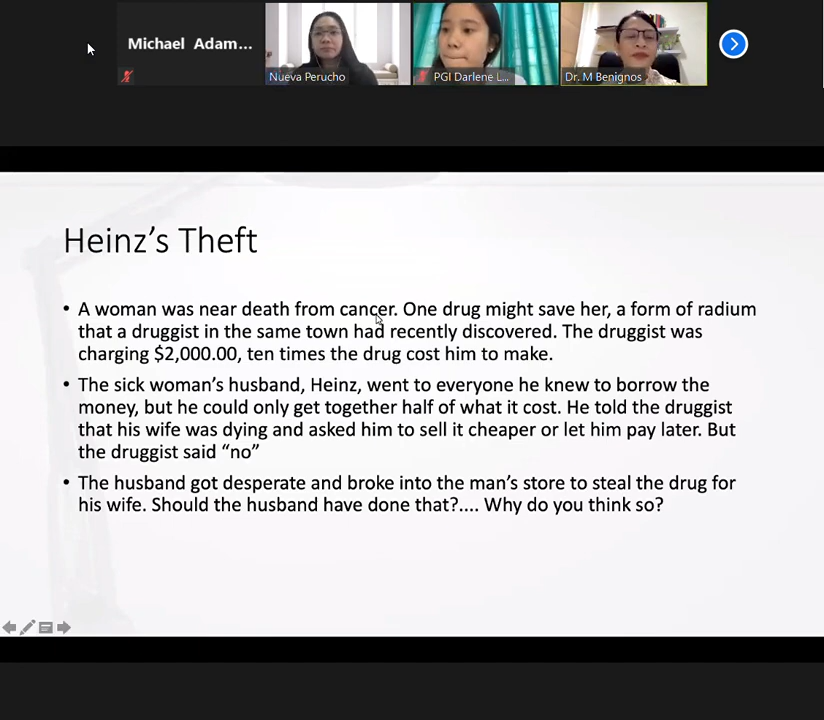 Michael Adam...
Nueva Perucho
PGI Darlene L...
Dr. M Benignos
Heinz's Theft
• A woman was near death from cancer. One drug might save her, a form of radium
that a druggist in the same town had recently discovered. The druggist was
charging $2,000.00, ten times the drug cost him to make.
• The sick woman's husband, Heinz, went to everyone he knew to borrow the
money, but he could only get together half of what it cost. He told the druggist
that his wife was dying and asked him to sell it cheaper or let him pay later. But
the druggist said “no”
• The husband got desperate and broke into the man's store to steal the drug for
his wife. Should the husband have done that?.... Why do you think so?